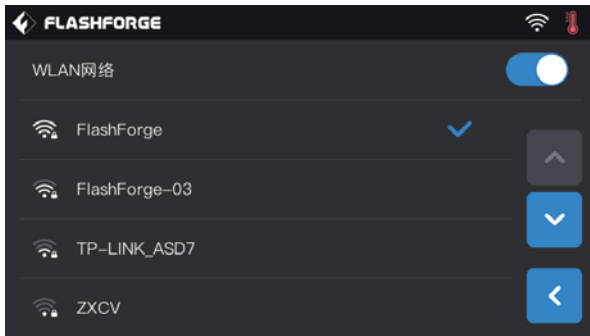 FLASHFORGE
WLAN网络
FlashForge
FlashForge-03
TP-LINK_ASD7
ZXCV